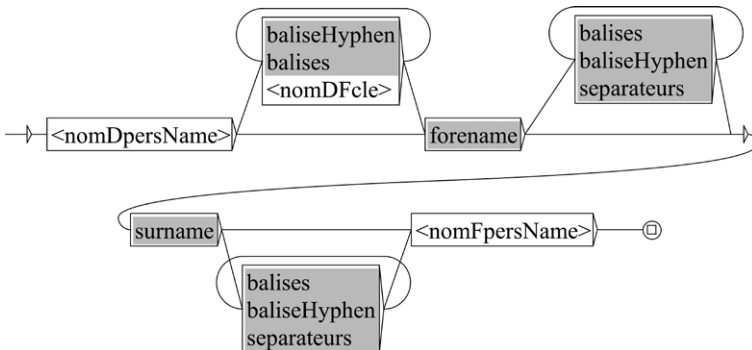 baliseHyphen
balises
<nomDFcle>
balises
baliseHyphen
separateurs
<nomDpersName>
forename
surname
<nomFpersName>
balises
baliseHyphen
separateurs